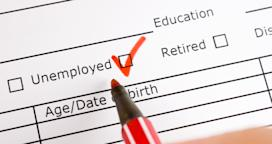 Education
Unemployed Retired
Age/Date birth